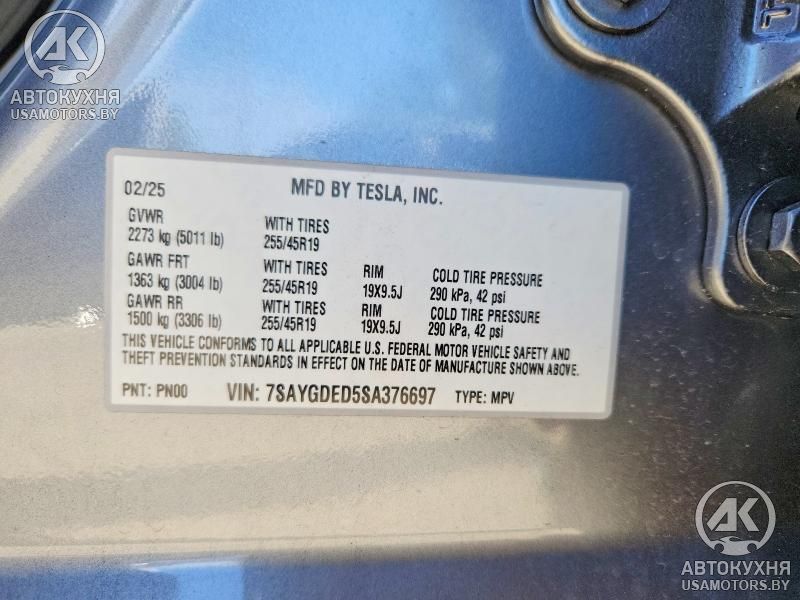 АК
АВТОКУХНЯ
USAMOTORS.BY
02/25 MFD BY TESLA, INC.
GVWR WITH TIRES
2273 kg (5011 lb) 255/45R19
GAWR FRT WITH TIRES RIM COLD TIRE PRESSURE
1363 kg (3004 lb) 255/45R19 19X9.5J 290 kPa, 42 psi
GAWR RR WITH TIRES RIM COLD TIRE PRESSURE
1500 kg (3306 lb) 255/45R19 19X9.5J 290 kPa, 42 psi
THIS VEHICLE CONFORMS TO ALL APPLICABLE U.S. FEDERAL MOTOR VEHICLE SAFETY AND
THEFT PREVENTION STANDARDS IN EFFECT ON THE DATE OF MANUFACTURE SHOWN ABOVE.
PNT: PN00 VIN: 7SAYGDED5SA376697 TYPE: MPV
АК
АВТОКУХНЯ
USAMOTORS.BY